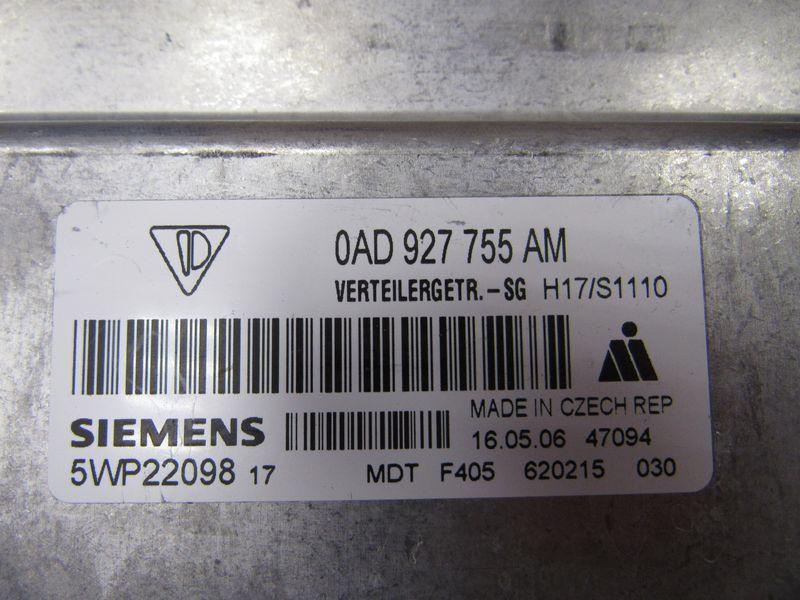 0AD 927 755 AM
VERTEILERGETR.-SG H17/S1110
MADE IN CZECH REP
SIEMENS 16.05.06 47094
5WP22098 17 MDT F405 620215 030